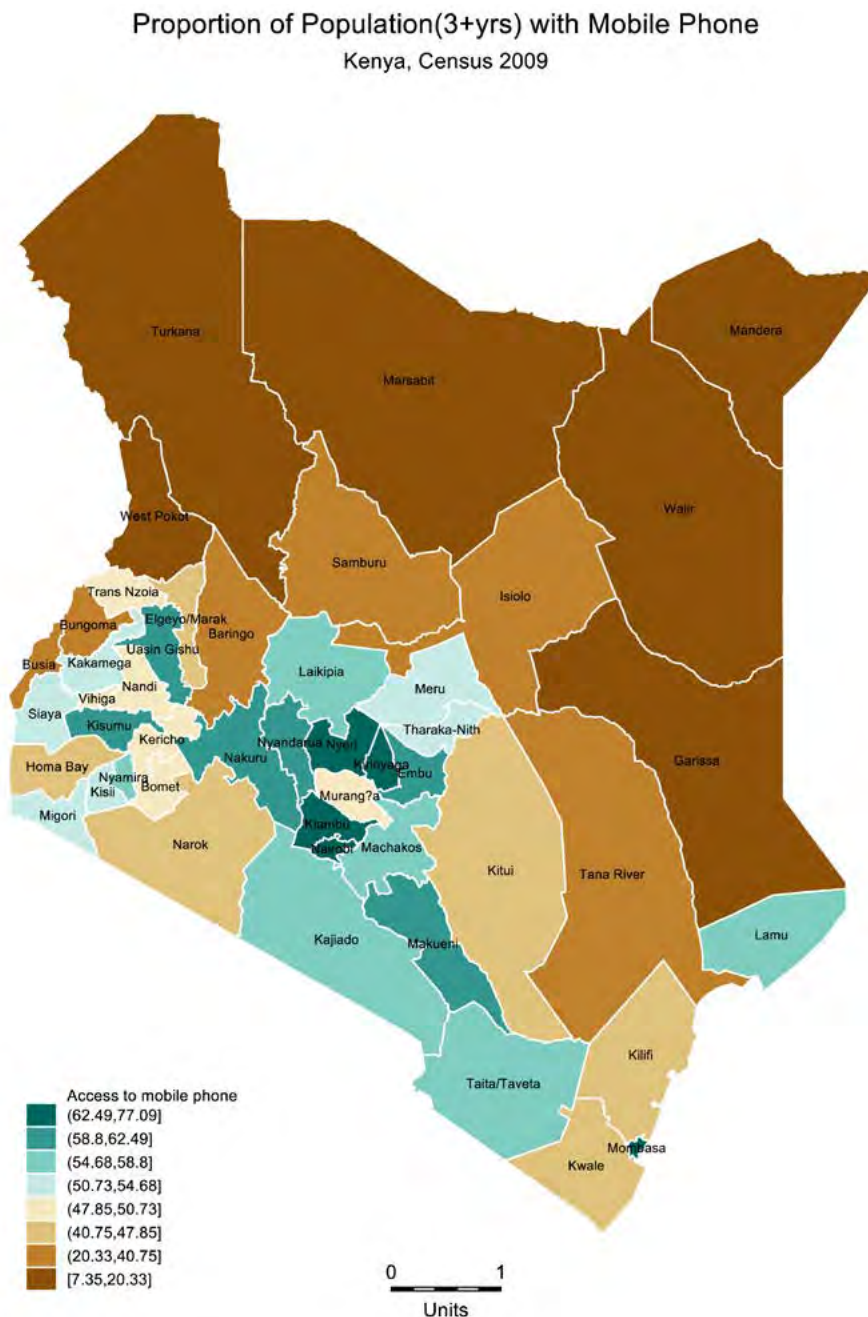 Proportion of Population(3+yrs) with Mobile Phone
Kenya, Census 2009
Turkana
Mandera
Marsabit
Wajir
West Pokot
Samburu
Trans Nzoia
Isiolo
Elgeyo/Marak
Bungoma
Baringo
Uasin Gishu
Busia
Kakamega
Laikipia
Nandi
Meru
Vihiga
Siaya
Kisumu
Tharaka-Nith
Kericho
Nyandarua
Nyeri
Nakuru
Garissa
Kirinyaga
Homa Bay
Nyamira
Embu
Bomet
Kisii
Murang?a
Migori
Kiambu
Narok
Nairobi
Machakos
Kitui
Tana River
Lamu
Kajiado
Makueni
Kilifi
Taita/Taveta
Mombasa
Kwale
Access to mobile phone
(62.49,77.09]
(58.8,62.49]
(54.68,58.8]
(50.73,54.68]
(47.85,50.73]
(40.75,47.85]
(20.33,40.75]
[7.35,20.33]
0 1
Units